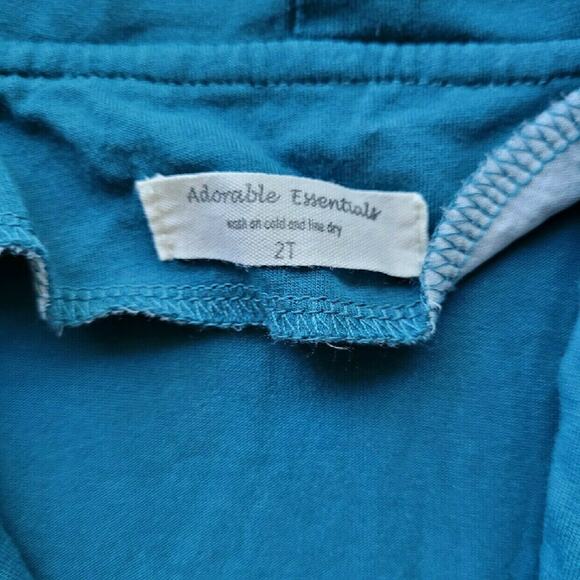 Adorable Essentials
wash on cold and line dry
2T